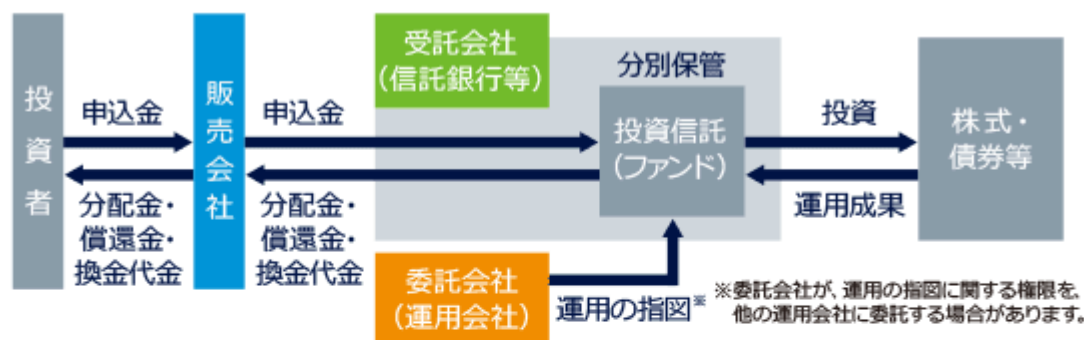 投資者
申込金
分配金・
償還金・
換金代金
販売会社
申込金
分配金・
償還金・
換金代金
受託会社
（信託銀行等）
分別保管
投資信託
（ファンド）
委託会社
（運用会社）
運用の指図※
投資
運用成果
株式・
債券等
※委託会社が、運用の指図に関する権限を、
他の運用会社に委託する場合があります。